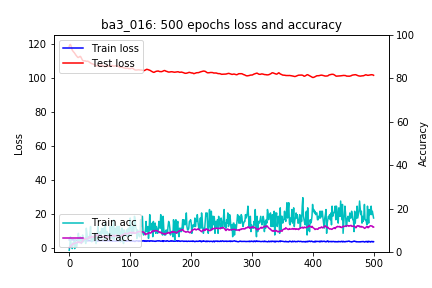 ba3_016: 500 epochs loss and accuracy
Train loss
Test loss
Train acc
Test acc
Loss
Accuracy
120
100
80
60
40
20
0
100
80
60
40
20
0
0
100
200
300
400
500